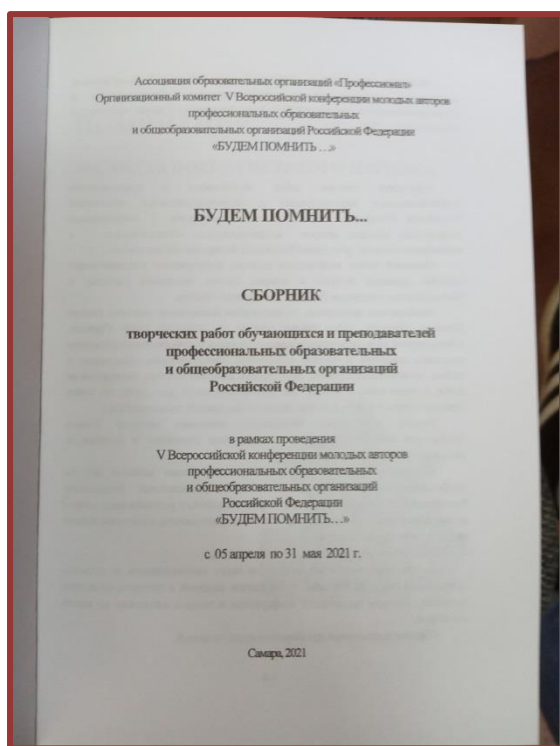 Ассоциация образовательных организаций «Профессионал»
Организационный комитет V Всероссийской конференции молодых авторов
профессиональных образовательных
и общеобразовательных организаций Российской Федерации
«БУДЕМ ПОМНИТЬ …»
БУДЕМ ПОМНИТЬ...
СБОРНИК
творческих работ обучающихся и преподавателей
профессиональных образовательных
и общеобразовательных организаций
Российской Федерации
в рамках проведения
V Всероссийской конференции молодых авторов
профессиональных образовательных
и общеобразовательных организаций
Российской Федерации
«БУДЕМ ПОМНИТЬ…»
с 05 апреля по 31 мая 2021 г.
Самара, 2021